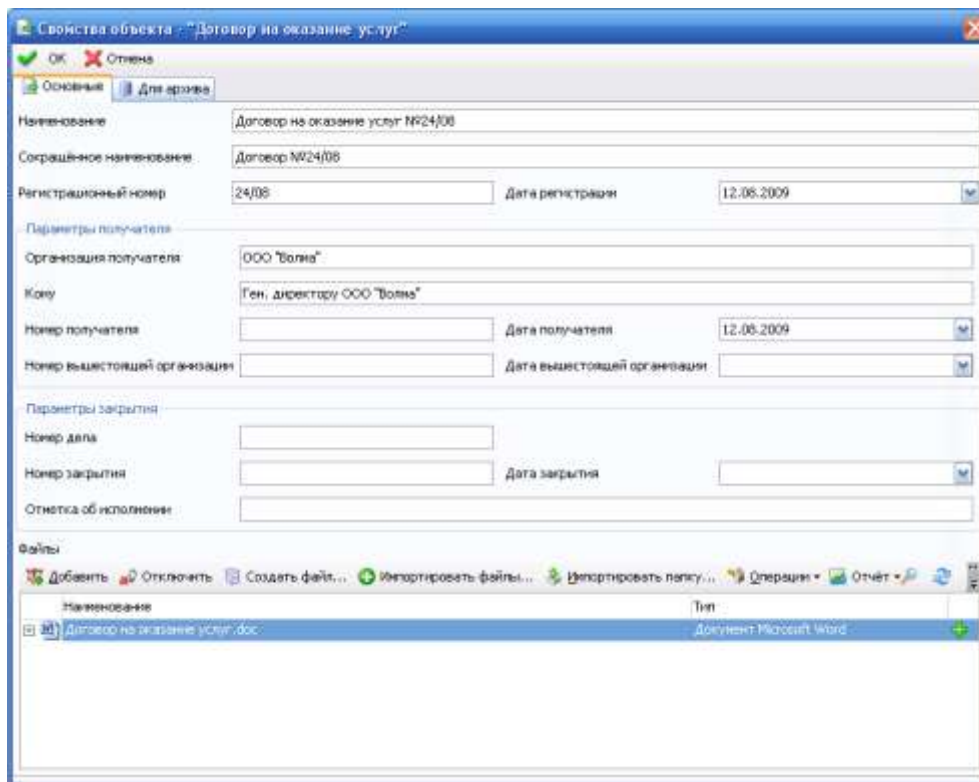 Свойства объекта - "Договор на оказание услуг"
ОК Отмена
Основные Для архива
Наименование Договор на оказание услуг №24/08
Сокращённое наименование Договор №24/08
Регистрационный номер 24/08 Дата регистрации 12.08.2009
Параметры получателя
Организация получателя ООО "Волна"
Кому Ген. директору ООО "Волна"
Номер получателя Дата получателя 12.08.2009
Номер вышестоящей организации Дата вышестоящей организации
Параметры закрытия
Номер дела
Номер закрытия Дата закрытия
Отметка об исполнении
Файлы
Добавить Отключить Создать файл... Импортировать файлы... Импортировать папку... Операции Отчёт
Наименование Тип
Договор на оказание услуг.doc Документ Microsoft Word